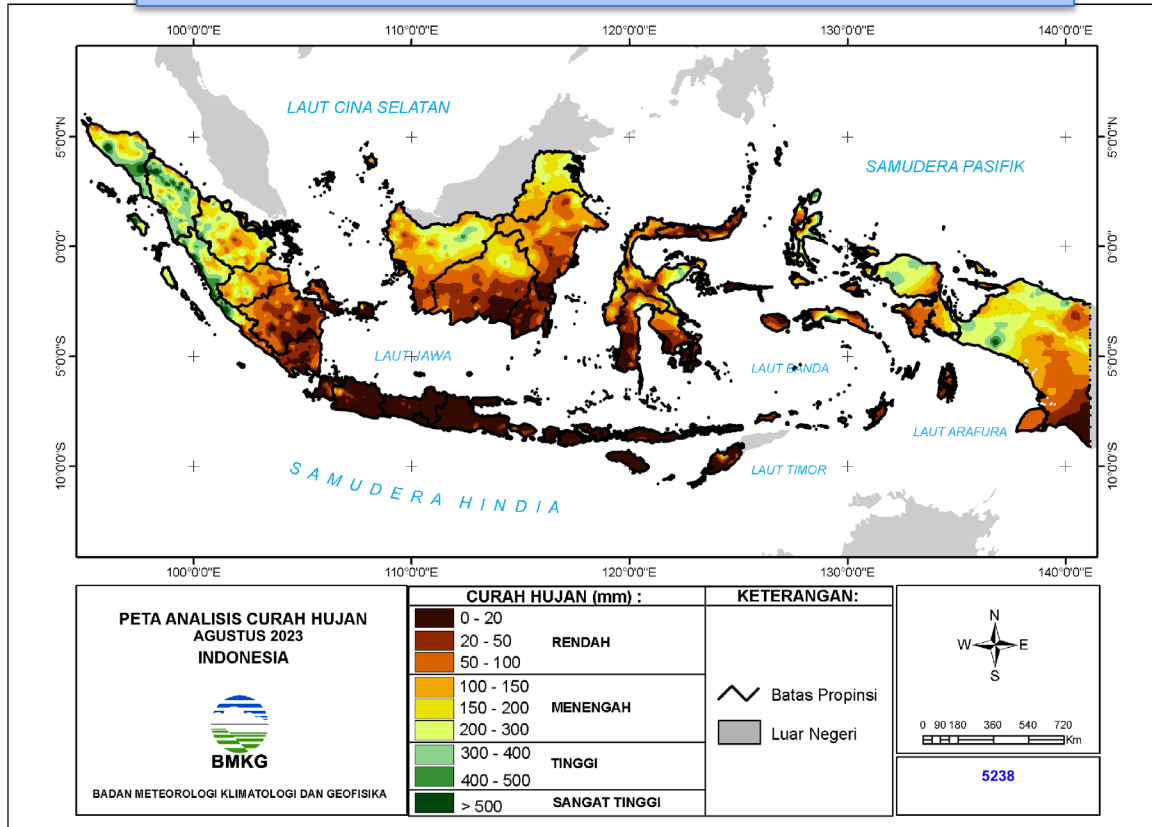 100°0'0"E 110°0'0"E 120°0'0"E 130°0'0"E 140°0'0"E
5°0'0"N
0°0'0"
5°0'0"S
10°0'0"S
LAUT CINA SELATAN
SAMUDERA PASIFIK
LAUT JAWA
LAUT BANDA
LAUT ARAFURA
LAUT TIMOR
SAMUDERA HINDIA
5°0'0"N
0°0'0"
5°0'0"S
10°0'0"S
100°0'0"E 110°0'0"E 120°0'0"E 130°0'0"E 140°0'0"E
PETA ANALISIS CURAH HUJAN
AGUSTUS 2023
INDONESIA
BMKG
BADAN METEOROLOGI KLIMATOLOGI DAN GEOFISIKA
CURAH HUJAN (mm) :
0 - 20
20 - 50 RENDAH
50 - 100
100 - 150
150 - 200 MENENGAH
200 - 300
300 - 400
TINGGI
400 - 500
> 500 SANGAT TINGGI
KETERANGAN:
Batas Propinsi
Luar Negeri
N
W E
S
0 90 180 360 540 720
Km
5238